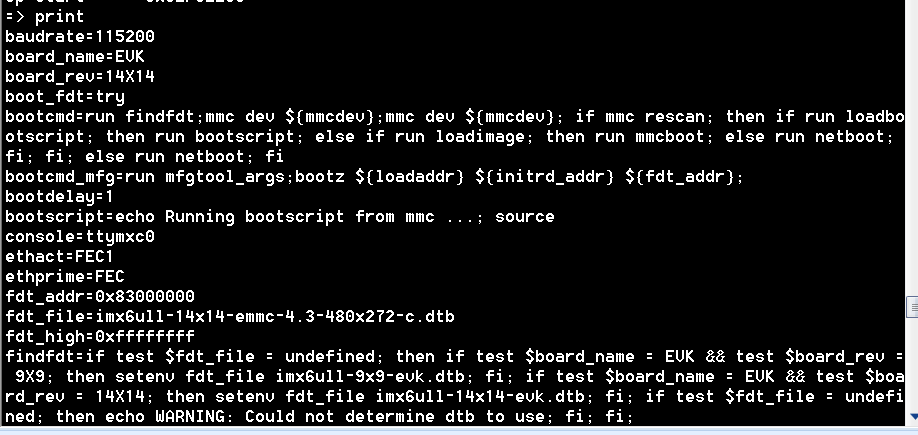 => print
baudrate=115200
board_name=EVK
board_rev=14X14
boot_fdt=try
bootcmd=run findfdt;mmc dev ${mmcdev};mmc dev ${mmcdev}; if mmc rescan; then if run loadbo
otscript; then run bootscript; else if run loadimage; then run mmcboot; else run netboot;
fi; fi; else run netboot; fi
bootcmd_mfg=run mfgtool_args;bootz ${loadaddr} ${initrd_addr} ${fdt_addr};
bootdelay=1
bootscript=echo Running bootscript from mmc ...; source
console=ttymxc0
ethact=FEC1
ethprime=FEC
fdt_addr=0x83000000
fdt_file=imx6ull-14x14-emmc-4.3-480x272-c.dtb
fdt_high=0xffffffff
findfdt=if test $fdt_file = undefined; then if test $board_name = EVK && test $board_rev =
9X9; then setenv fdt_file imx6ull-9x9-evk.dtb; fi; if test $board_name = EVK && test $boa
rd_rev = 14X14; then setenv fdt_file imx6ull-14x14-evk.dtb; fi; if test $fdt_file = undefi
ned; then echo WARNING: Could not determine dtb to use; fi; fi;